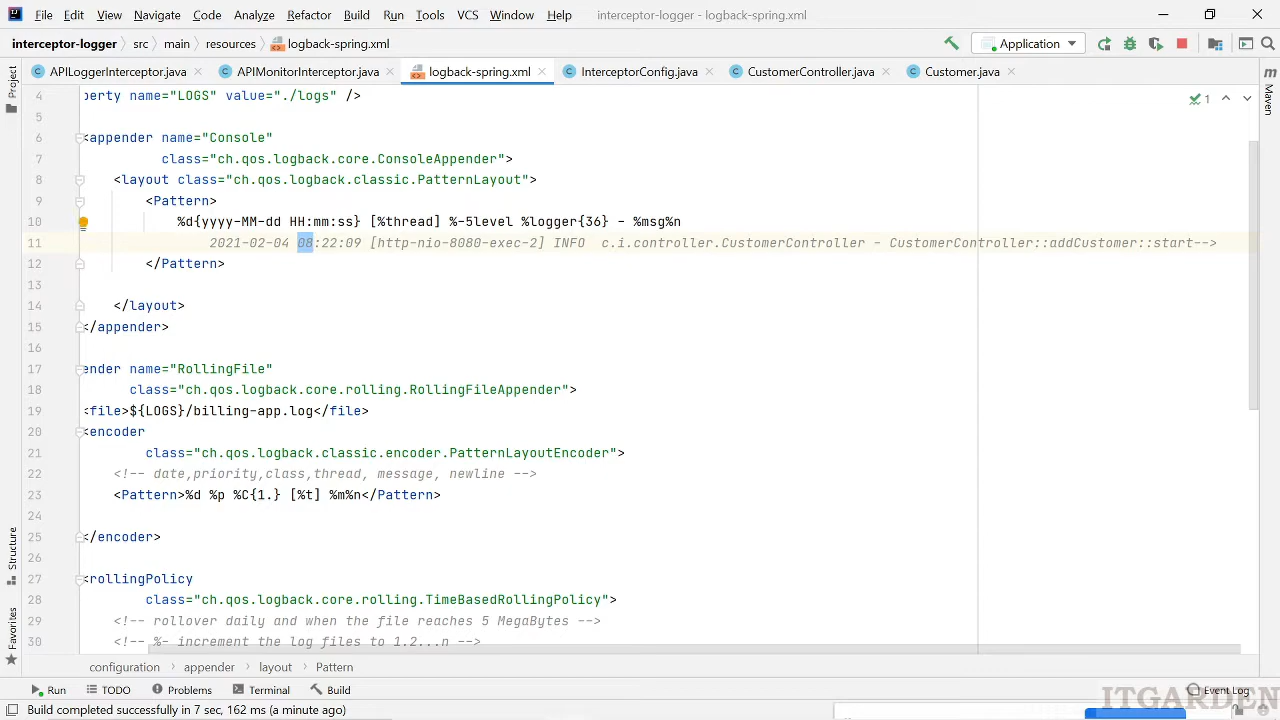 File Edit View Navigate Code Analyze Refactor Build Run Tools VCS Window Help interceptor-logger - logback-spring.xml
interceptor-logger src main resources logback-spring.xml Application
Project
APILoggerInterceptor.java APIMonitorInterceptor.java logback-spring.xml InterceptorConfig.java CustomerController.java Customer.java
Maven
1
4 perty name="LOGS" value="./logs" />
5
6 <appender name="Console"
7 class="ch.qos.logback.core.ConsoleAppender">
8 <layout class="ch.qos.logback.classic.PatternLayout">
9 <Pattern>
10 %d{yyyy-MM-dd HH:mm:ss} [%thread] %-5level %logger{36} - %msg%n
11 2021-02-04 08:22:09 [http-nio-8080-exec-2] INFO c.i.controller.CustomerController - CustomerController::addCustomer::start-->
12 </Pattern>
13
14 </layout>
15 </appender>
16
17 ender name="RollingFile"
18 class="ch.qos.logback.core.rolling.RollingFileAppender">
19 <file>${LOGS}/billing-app.log</file>
20 <encoder
21 class="ch.qos.logback.classic.encoder.PatternLayoutEncoder">
22 <!-- date,priority,class,thread, message, newline -->
23 <Pattern>%d %p %C{1.} [%t] %m%n</Pattern>
24
25 </encoder>
26
27 <rollingPolicy
28 class="ch.qos.logback.core.rolling.TimeBasedRollingPolicy">
29 <!-- rollover daily and when the file reaches 5 MegaBytes -->
30 <!-- %- increment the log files to 1.2...n -->
Structure
Favorites
configuration appender layout Pattern
Run TODO Problems Terminal Build Event Log
ITGARDEN
Build completed successfully in 7 sec, 162 ms (a minute ago)